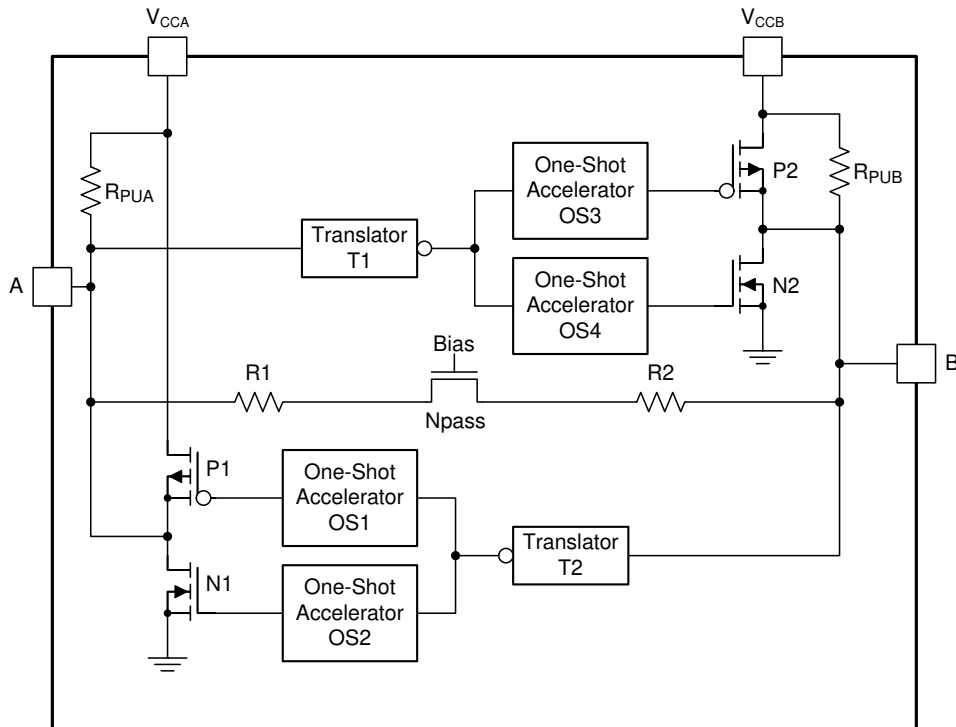 VCCA
VCCB
RPUA
One-Shot
Accelerator
OS3
P2
RPUB
Translator
T1
A
One-Shot
Accelerator
OS4
N2
Bias
B
R1
R2
Npass
P1
One-Shot
Accelerator
OS1
Translator
T2
N1
One-Shot
Accelerator
OS2